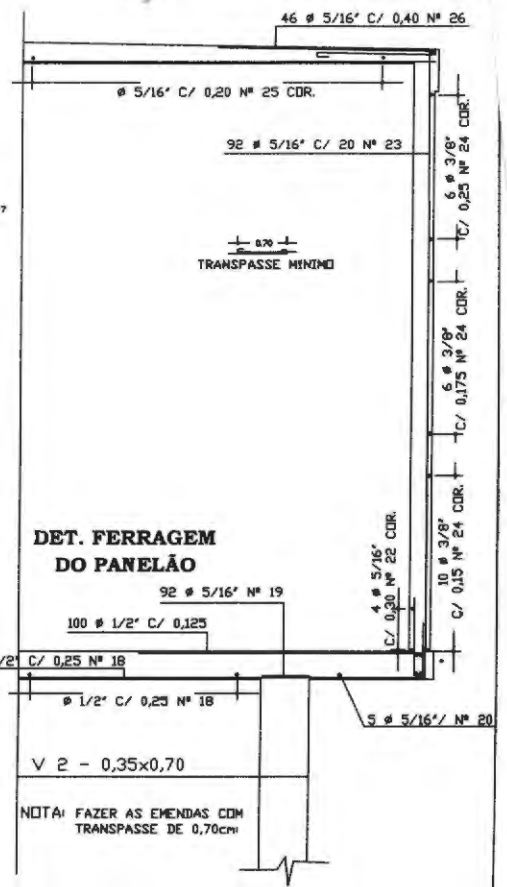 46 ø 5/16" C/ 0,40 Nº 26
ø 5/16" C/ 0,20 Nº 25 COR.
92 ø 5/16" C/ 20 Nº 23
6 ø 3/8"
C/ 0,25 Nº 24 COR.
7
0.70
TRANSPASSE MINIMO
6 ø 3/8"
C/ 0,175 Nº 24 COR.
DET. FERRAGEM
DO PANELÃO
10 ø 3/8"
C/ 0,15 Nº 24 COR.
4 ø 5/16"
C/ 0,30 Nº 22 COR.
92 ø 5/16" Nº 19
100 ø 1/2" C/ 0,125
/2" C/ 0,25 Nº 18
ø 1/2" C/ 0,25 Nº 18
5 ø 5/16"/ Nº 20
V 2 - 0,35x0,70
NOTA: FAZER AS EMENDAS COM
TRANSPASSE DE 0,70cm